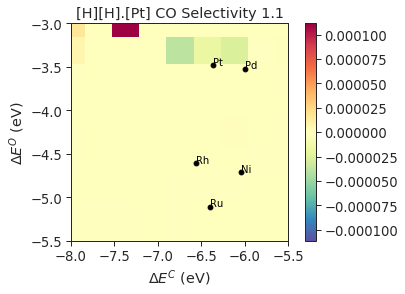 [H][H].[Pt] CO Selectivity 1.1
−3.0
−3.5
−4.0
−4.5
−5.0
−5.5
ΔE^O (eV)
Pt
Pd
Rh
Ni
Ru
−8.0 −7.5 −7.0 −6.5 −6.0 −5.5
ΔE^C (eV)
0.000100
0.000075
0.000050
0.000025
0.000000
−0.000025
−0.000050
−0.000075
−0.000100